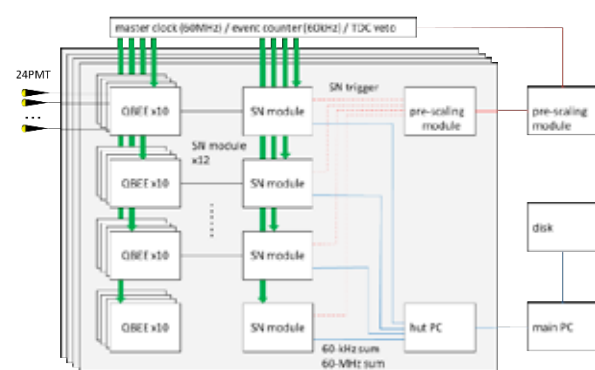 master clock (60MHz) / event counter (60kHz) / TDC veto
24PMT
...
QBEE x10
SN module
SN trigger
pre-scaling
module
pre-scaling
module
SN module
x12
QBEE x10
SN module
disk
QBEE x10
SN module
QBEE x10
SN module
hut PC
main PC
60-kHz sum
60-MHz sum